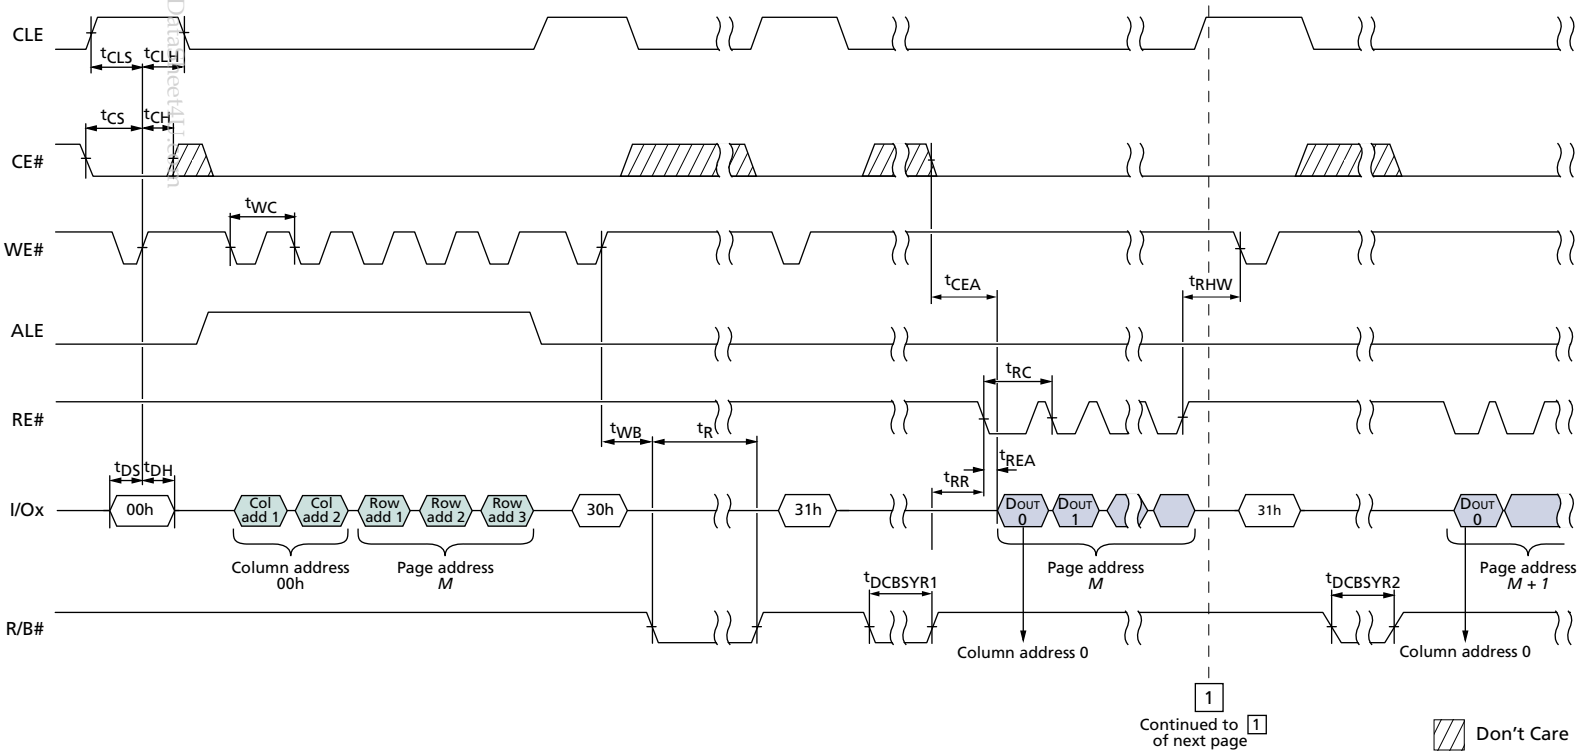 DataSheet4U.com
CLE
tCLS tCLH
tCS tCH
CE#
tWC
WE#
tCEA
tRHW
ALE
tRC
RE#
tWB
tR
tREA
tRR
tDS tDH
I/Ox
00h
Col
add 1
Col
add 2
Row
add 1
Row
add 2
Row
add 3
30h
31h
DOUT
0
DOUT
1
31h
DOUT
0
Column address
00h
Page address
M
Page address
M
Page address
M + 1
tDCBSYR1
tDCBSYR2
R/B#
Column address 0
Column address 0
1
Continued to 1
of next page
Don't Care